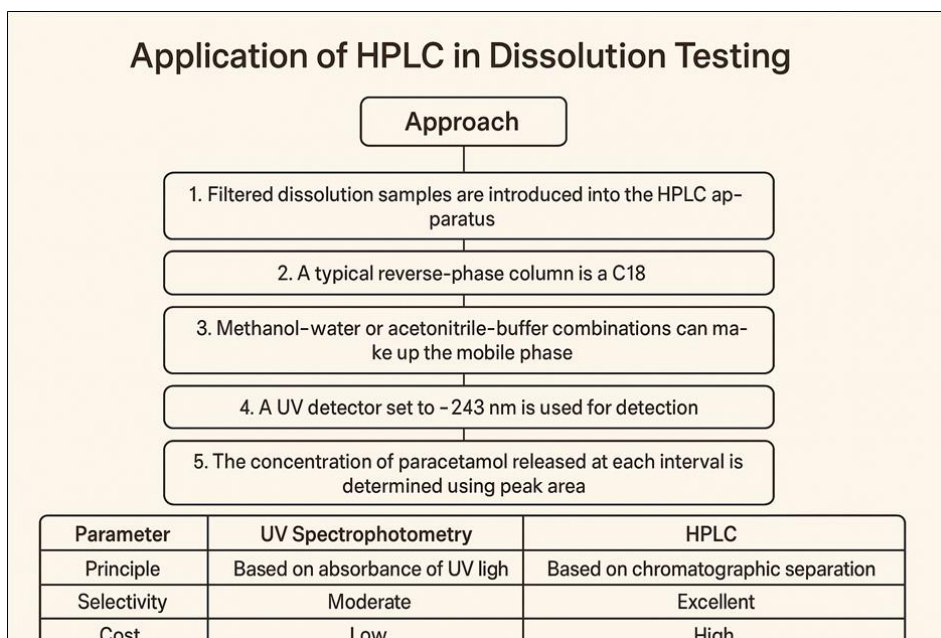 Application of HPLC in Dissolution Testing
Approach
1. Filtered dissolution samples are introduced into the HPLC ap-
paratus
2. A typical reverse-phase column is a C18
3. Methanol-water or acetonitrile-buffer combinations can ma-
ke up the mobile phase
4. A UV detector set to -243 nm is used for detection
5. The concentration of paracetamol released at each interval is
determined using peak area
Parameter UV Spectrophotometry HPLC
Principle Based on absorbance of UV ligh Based on chromatographic separation
Selectivity Moderate Excellent
Cost Low High